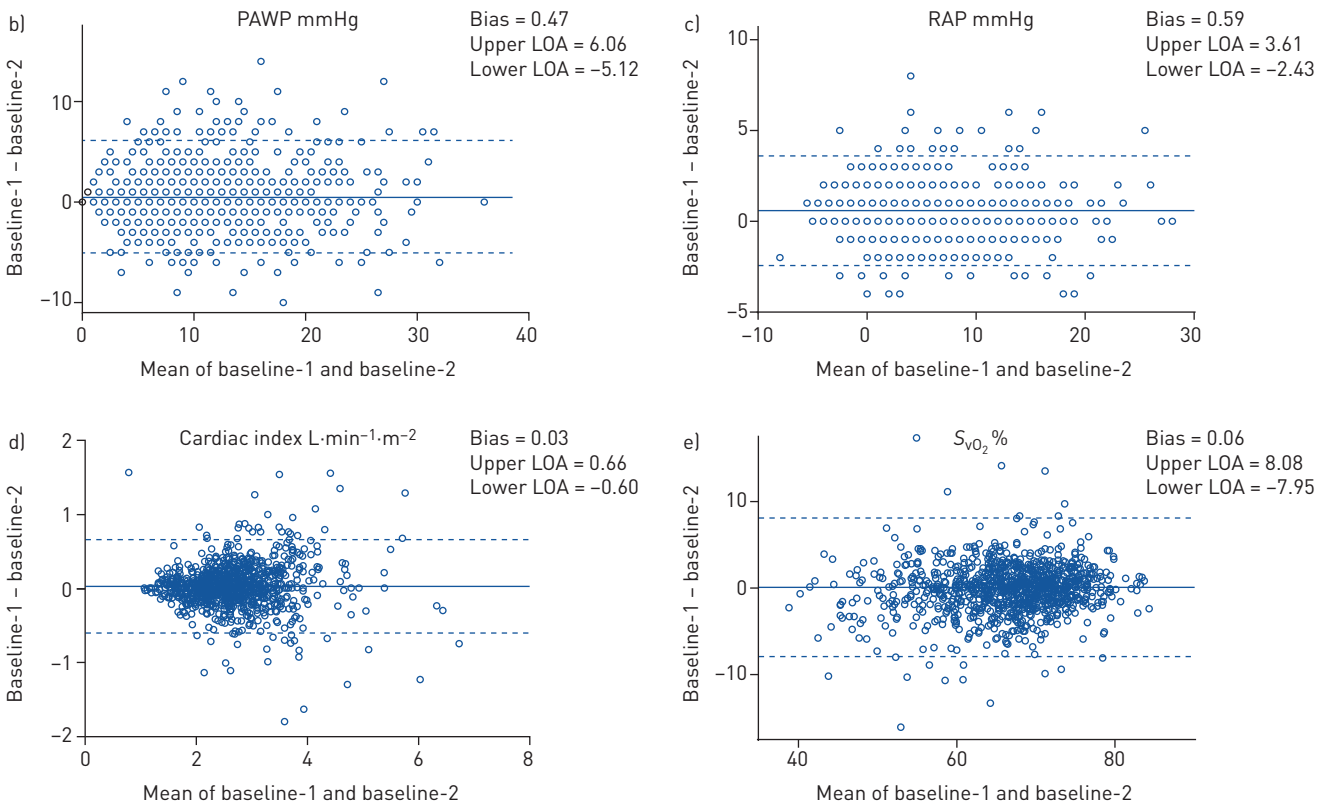 b)
PAWP mmHg
Bias = 0.47
Upper LOA = 6.06
Lower LOA = –5.12
Baseline-1 – baseline-2
10
0
–10
0 10 20 30 40
Mean of baseline-1 and baseline-2
c)
RAP mmHg
Bias = 0.59
Upper LOA = 3.61
Lower LOA = –2.43
Baseline-1 – baseline-2
10
5
0
–5
–10 0 10 20 30
Mean of baseline-1 and baseline-2
d)
Cardiac index L·min⁻¹·m⁻²
Bias = 0.03
Upper LOA = 0.66
Lower LOA = –0.60
Baseline-1 – baseline-2
2
1
0
–1
–2
0 2 4 6 8
Mean of baseline-1 and baseline-2
e)
SvO₂ %
Bias = 0.06
Upper LOA = 8.08
Lower LOA = –7.95
Baseline-1 – baseline-2
10
0
–10
40 60 80
Mean of baseline-1 and baseline-2